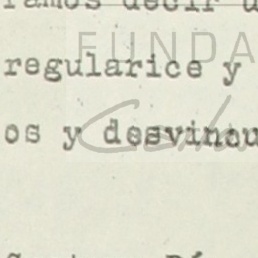 ramos decir u
FUNDA
regularice y
os y desvincu